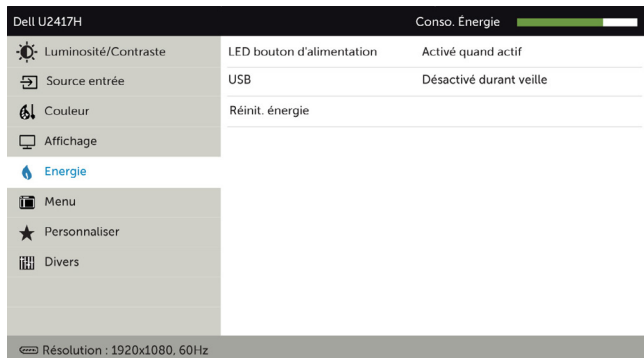 Dell U2417H Conso. Énergie
Luminosité/Contraste LED bouton d'alimentation Activé quand actif
Source entrée USB Désactivé durant veille
Couleur Réinit. énergie
Affichage
Energie
Menu
Personnaliser
Divers
Résolution : 1920x1080, 60Hz